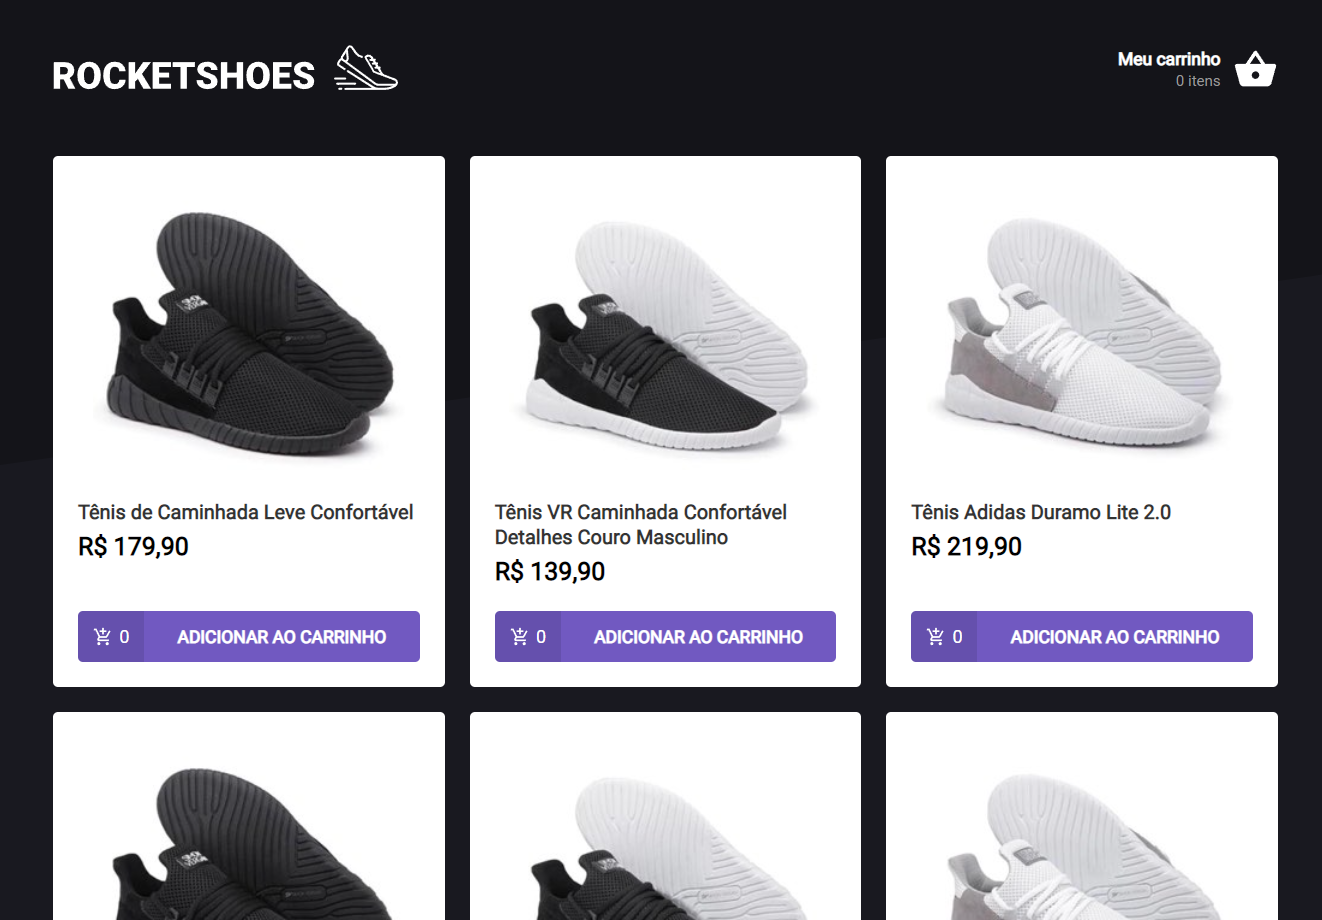 ROCKETSHOES
Meu carrinho
0 itens
Tênis de Caminhada Leve Confortável
R$ 179,90
0 ADICIONAR AO CARRINHO
Tênis VR Caminhada Confortável
Detalhes Couro Masculino
R$ 139,90
0 ADICIONAR AO CARRINHO
Tênis Adidas Duramo Lite 2.0
R$ 219,90
0 ADICIONAR AO CARRINHO